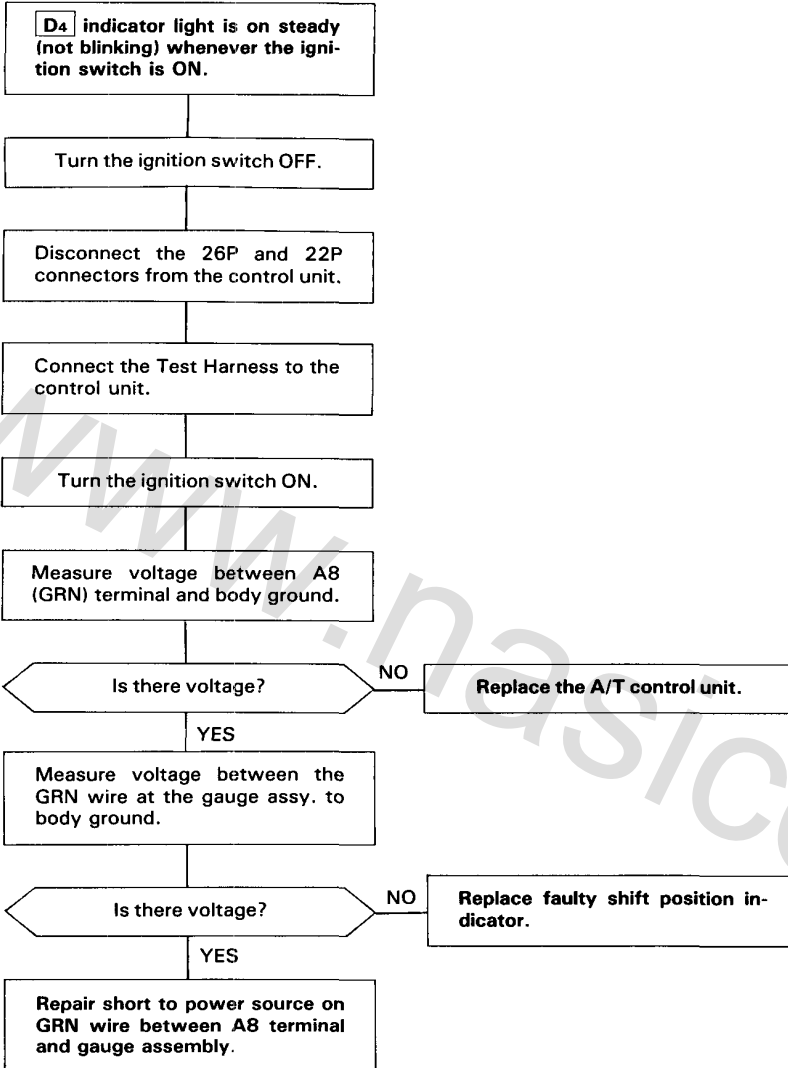 D4 indicator light is on steady
(not blinking) whenever the igni-
tion switch is ON.
Turn the ignition switch OFF.
Disconnect the 26P and 22P
connectors from the control unit.
Connect the Test Harness to the
control unit.
Turn the ignition switch ON.
Measure voltage between A8
(GRN) terminal and body ground.
Is there voltage?
NO
Replace the A/T control unit.
YES
Measure voltage between the
GRN wire at the gauge assy. to
body ground.
Is there voltage?
NO
Replace faulty shift position in-
dicator.
YES
Repair short to power source on
GRN wire between A8 terminal
and gauge assembly.
www.nasic